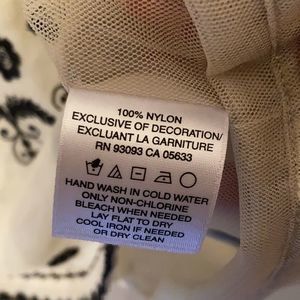 100% NYLON
EXCLUSIVE OF DECORATION/
EXCLUANT LA GARNITURE
RN 93093 CA 05633
HAND WASH IN COLD WATER
ONLY NON-CHLORINE
BLEACH WHEN NEEDED
LAY FLAT TO DRY
COOL IRON IF NEEDED
OR DRY CLEAN